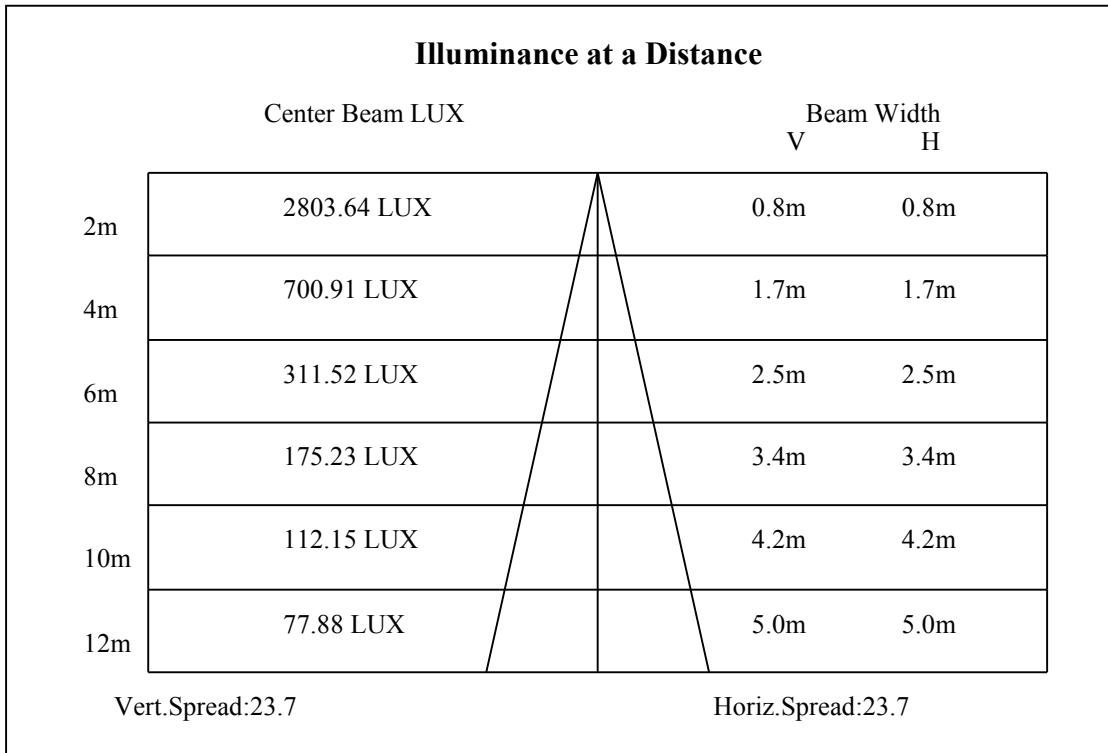 Illuminance at a Distance
Center Beam LUX Beam Width
V H
2m 2803.64 LUX 0.8m 0.8m
4m 700.91 LUX 1.7m 1.7m
6m 311.52 LUX 2.5m 2.5m
8m 175.23 LUX 3.4m 3.4m
10m 112.15 LUX 4.2m 4.2m
12m 77.88 LUX 5.0m 5.0m
Vert.Spread:23.7 Horiz.Spread:23.7